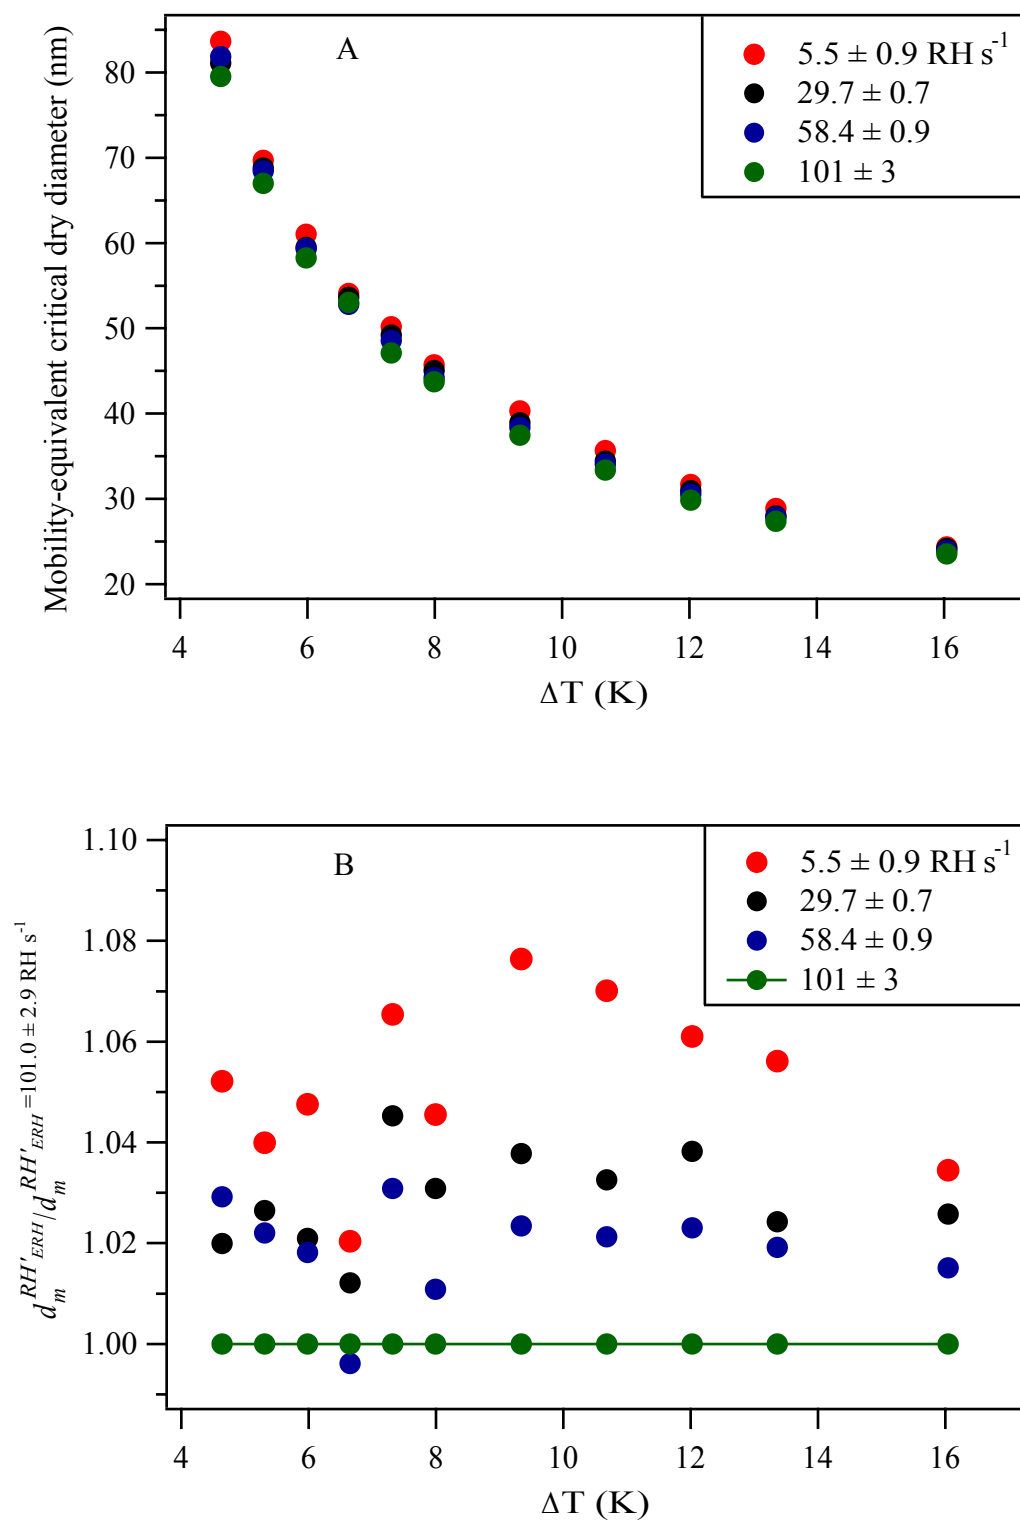 A
5.5 ± 0.9 RH s⁻¹
29.7 ± 0.7
58.4 ± 0.9
101 ± 3
Mobility-equivalent critical dry diameter (nm)
80
70
60
50
40
30
20
4 6 8 10 12 14 16
ΔT (K)
B
5.5 ± 0.9 RH s⁻¹
29.7 ± 0.7
58.4 ± 0.9
101 ± 3
d_m^{RH'_{ERH}}/d_m^{RH'_{ERH}=101.0 ± 2.9 RH s⁻¹}
1.10
1.08
1.06
1.04
1.02
1.00
4 6 8 10 12 14 16
ΔT (K)